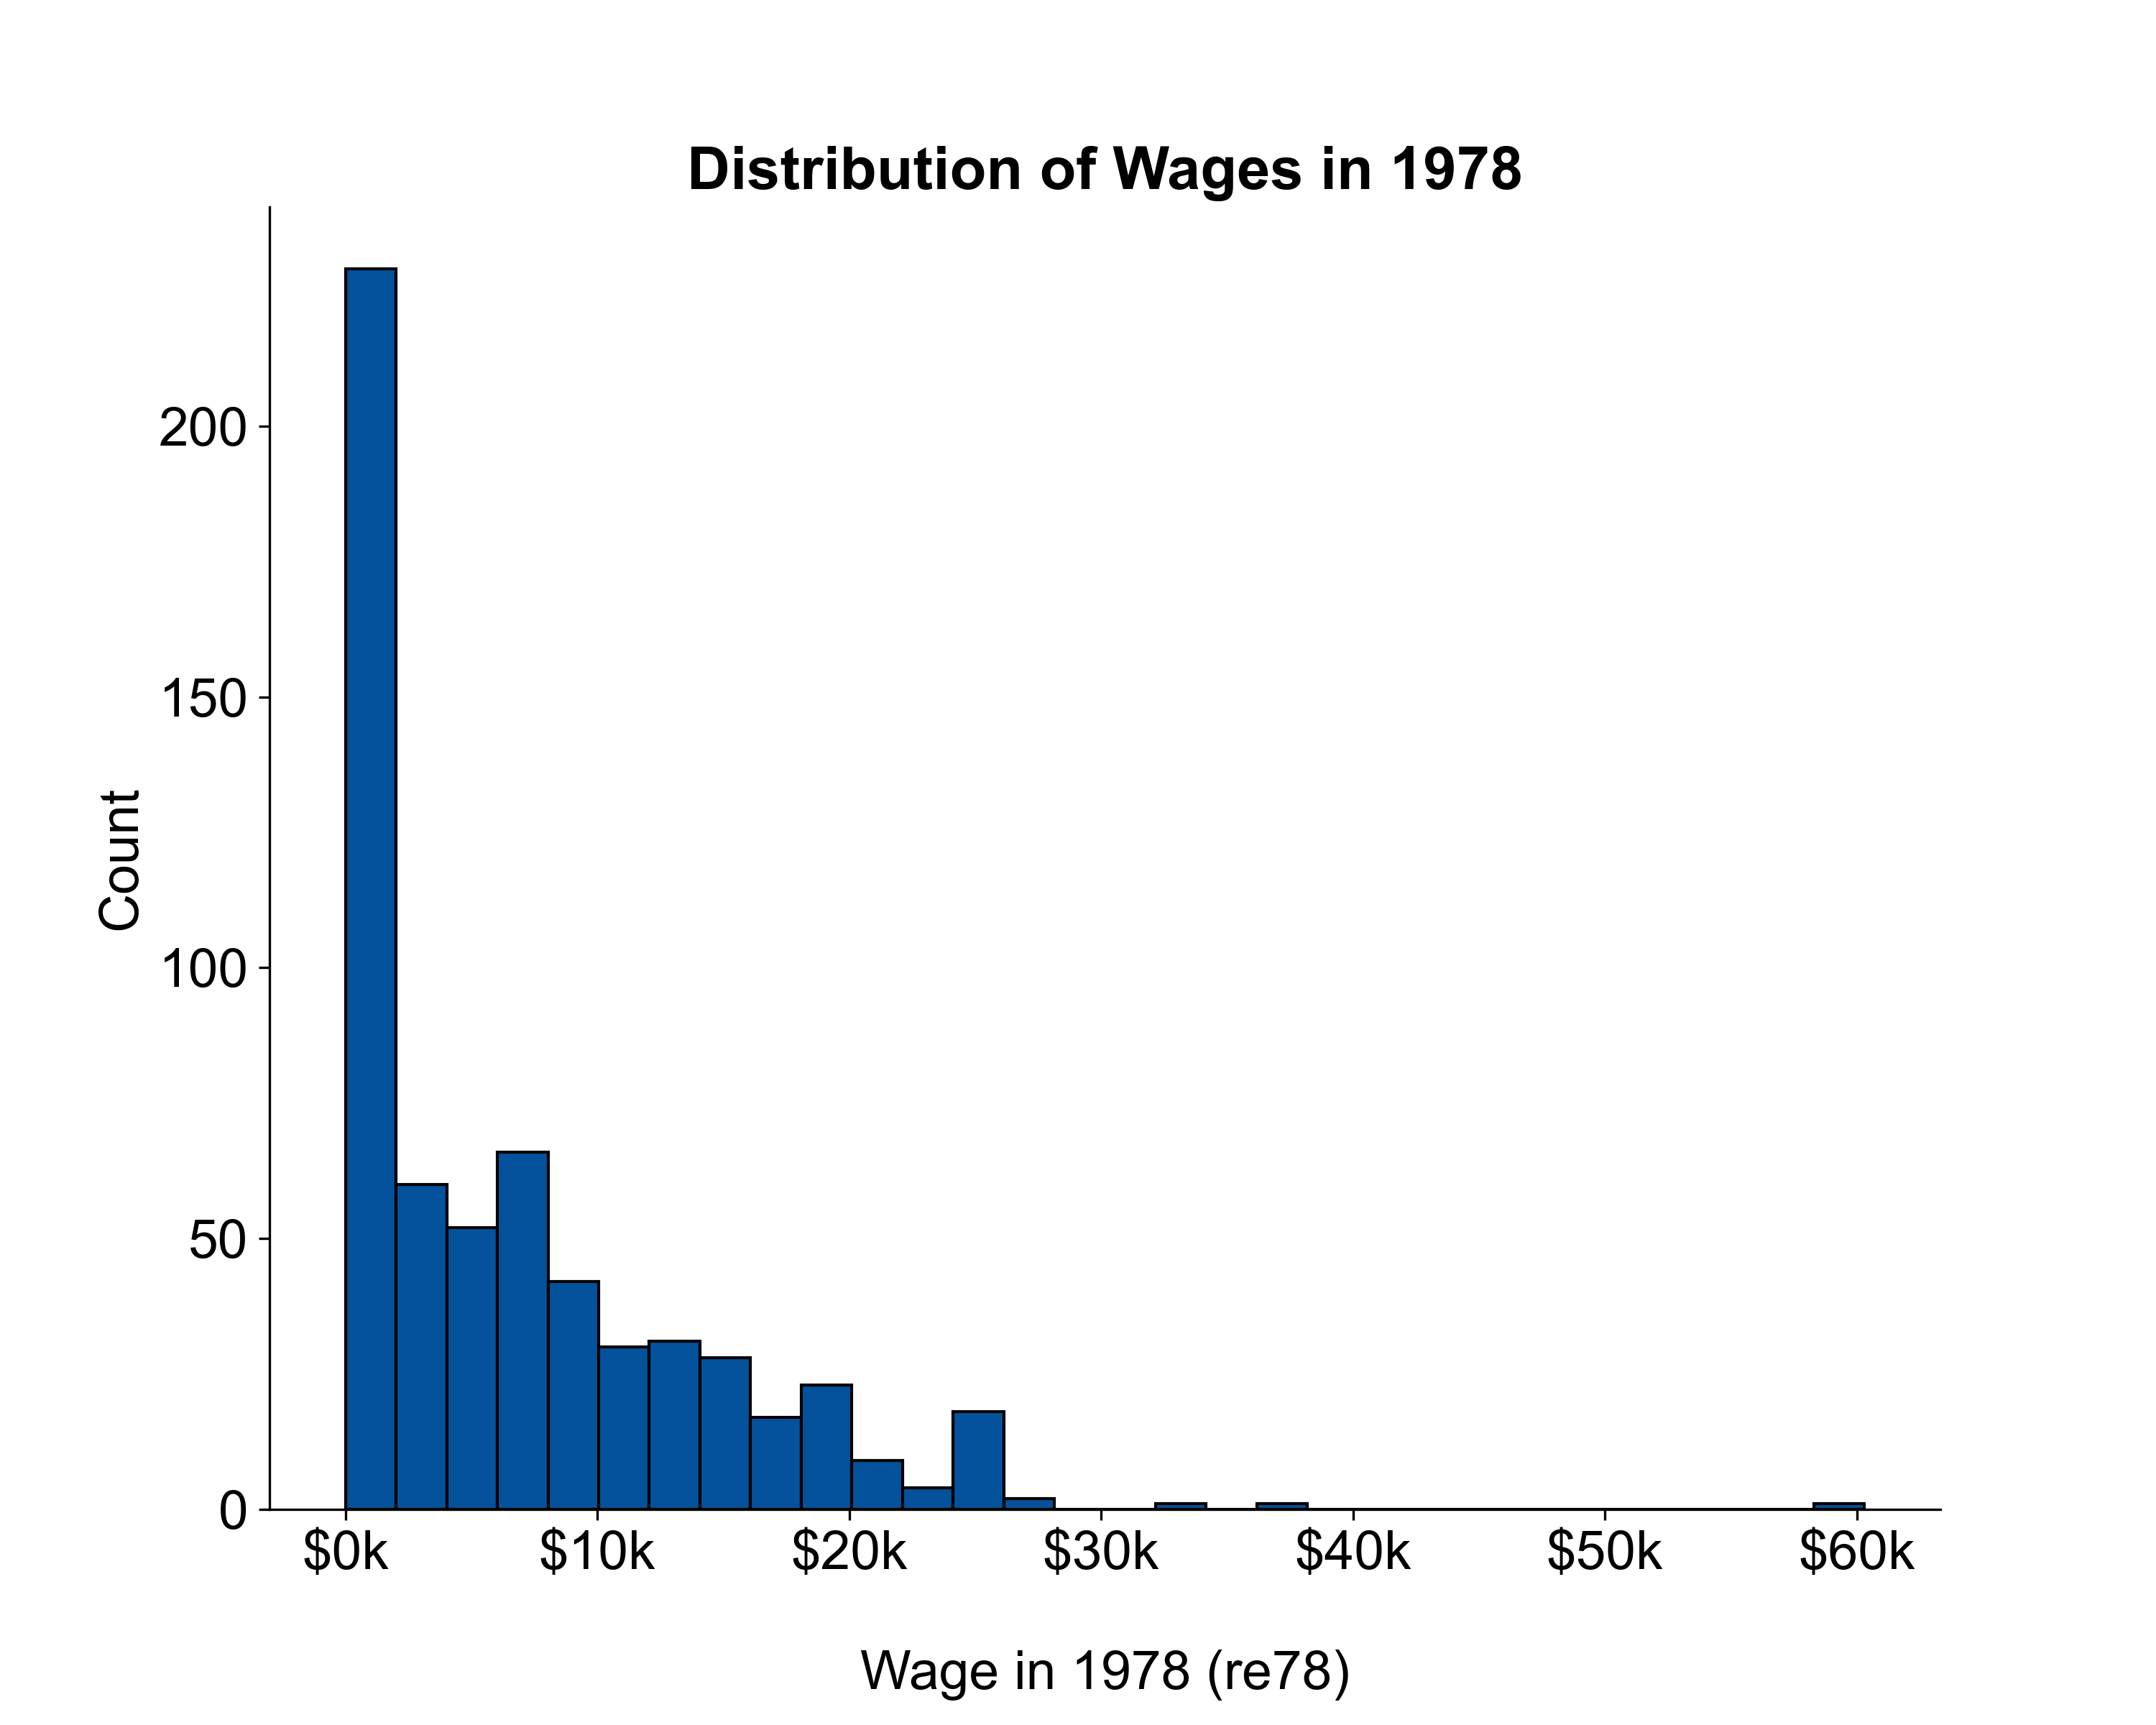 Distribution of Wages in 1978
200
150
100
50
0
Count
$0k $10k $20k $30k $40k $50k $60k
Wage in 1978 (re78)